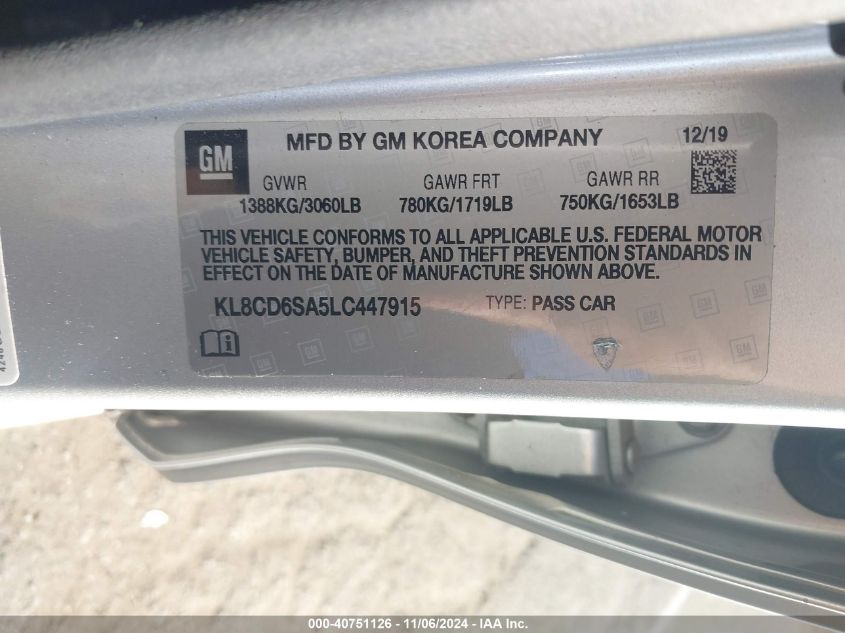 MFD BY GM KOREA COMPANY 12/19
GM
GVWR GAWR FRT GAWR RR
1388KG/3060LB 780KG/1719LB 750KG/1653LB
THIS VEHICLE CONFORMS TO ALL APPLICABLE U.S. FEDERAL MOTOR
VEHICLE SAFETY, BUMPER, AND THEFT PREVENTION STANDARDS IN
EFFECT ON THE DATE OF MANUFACTURE SHOWN ABOVE.
KL8CD6SA5LC447915 TYPE: PASS CAR
000-40751126 - 11/06/2024 - IAA Inc.